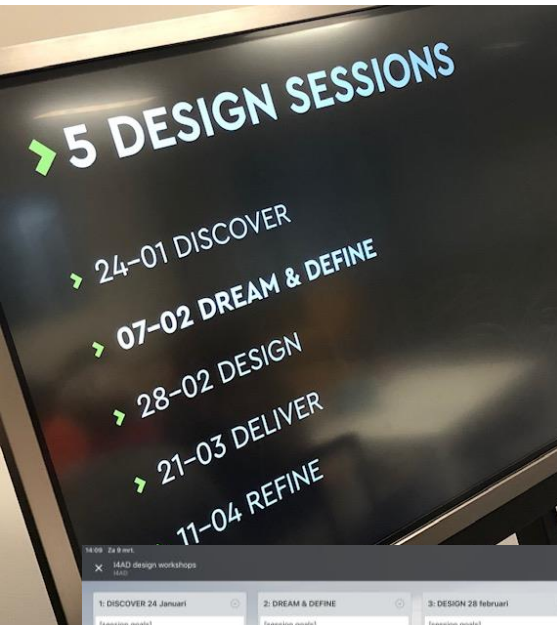 5 DESIGN SESSIONS
24-01 DISCOVER
07-02 DREAM & DEFINE
28-02 DESIGN
21-03 DELIVER
11-04 REFINE
14:09 Za 9 mrt.
I4AD design workshops
I4AD
1: DISCOVER 24 Januari
2: DREAM & DEFINE
3: DESIGN 28 februari
[session goals]
[session goals]